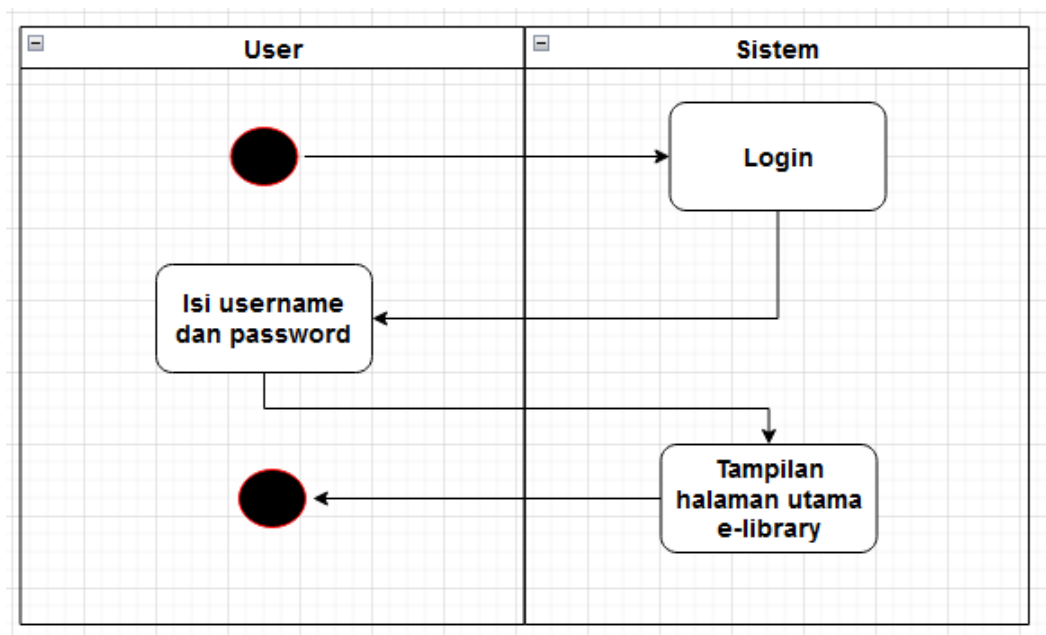 User
Sistem
Login
Isi username
dan password
Tampilan
halaman utama
e-library